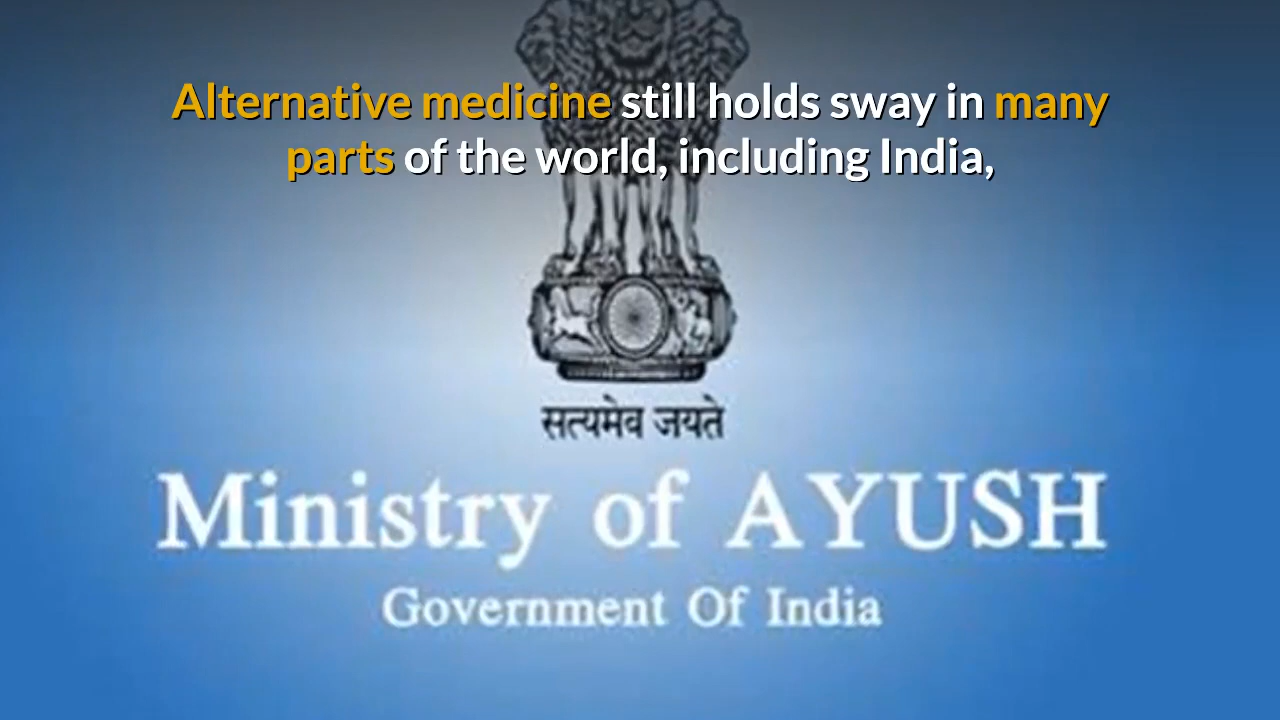 Alternative medicine still holds sway in many
parts of the world, including India,
सत्यमेव जयते
Ministry of AYUSH
Government Of India